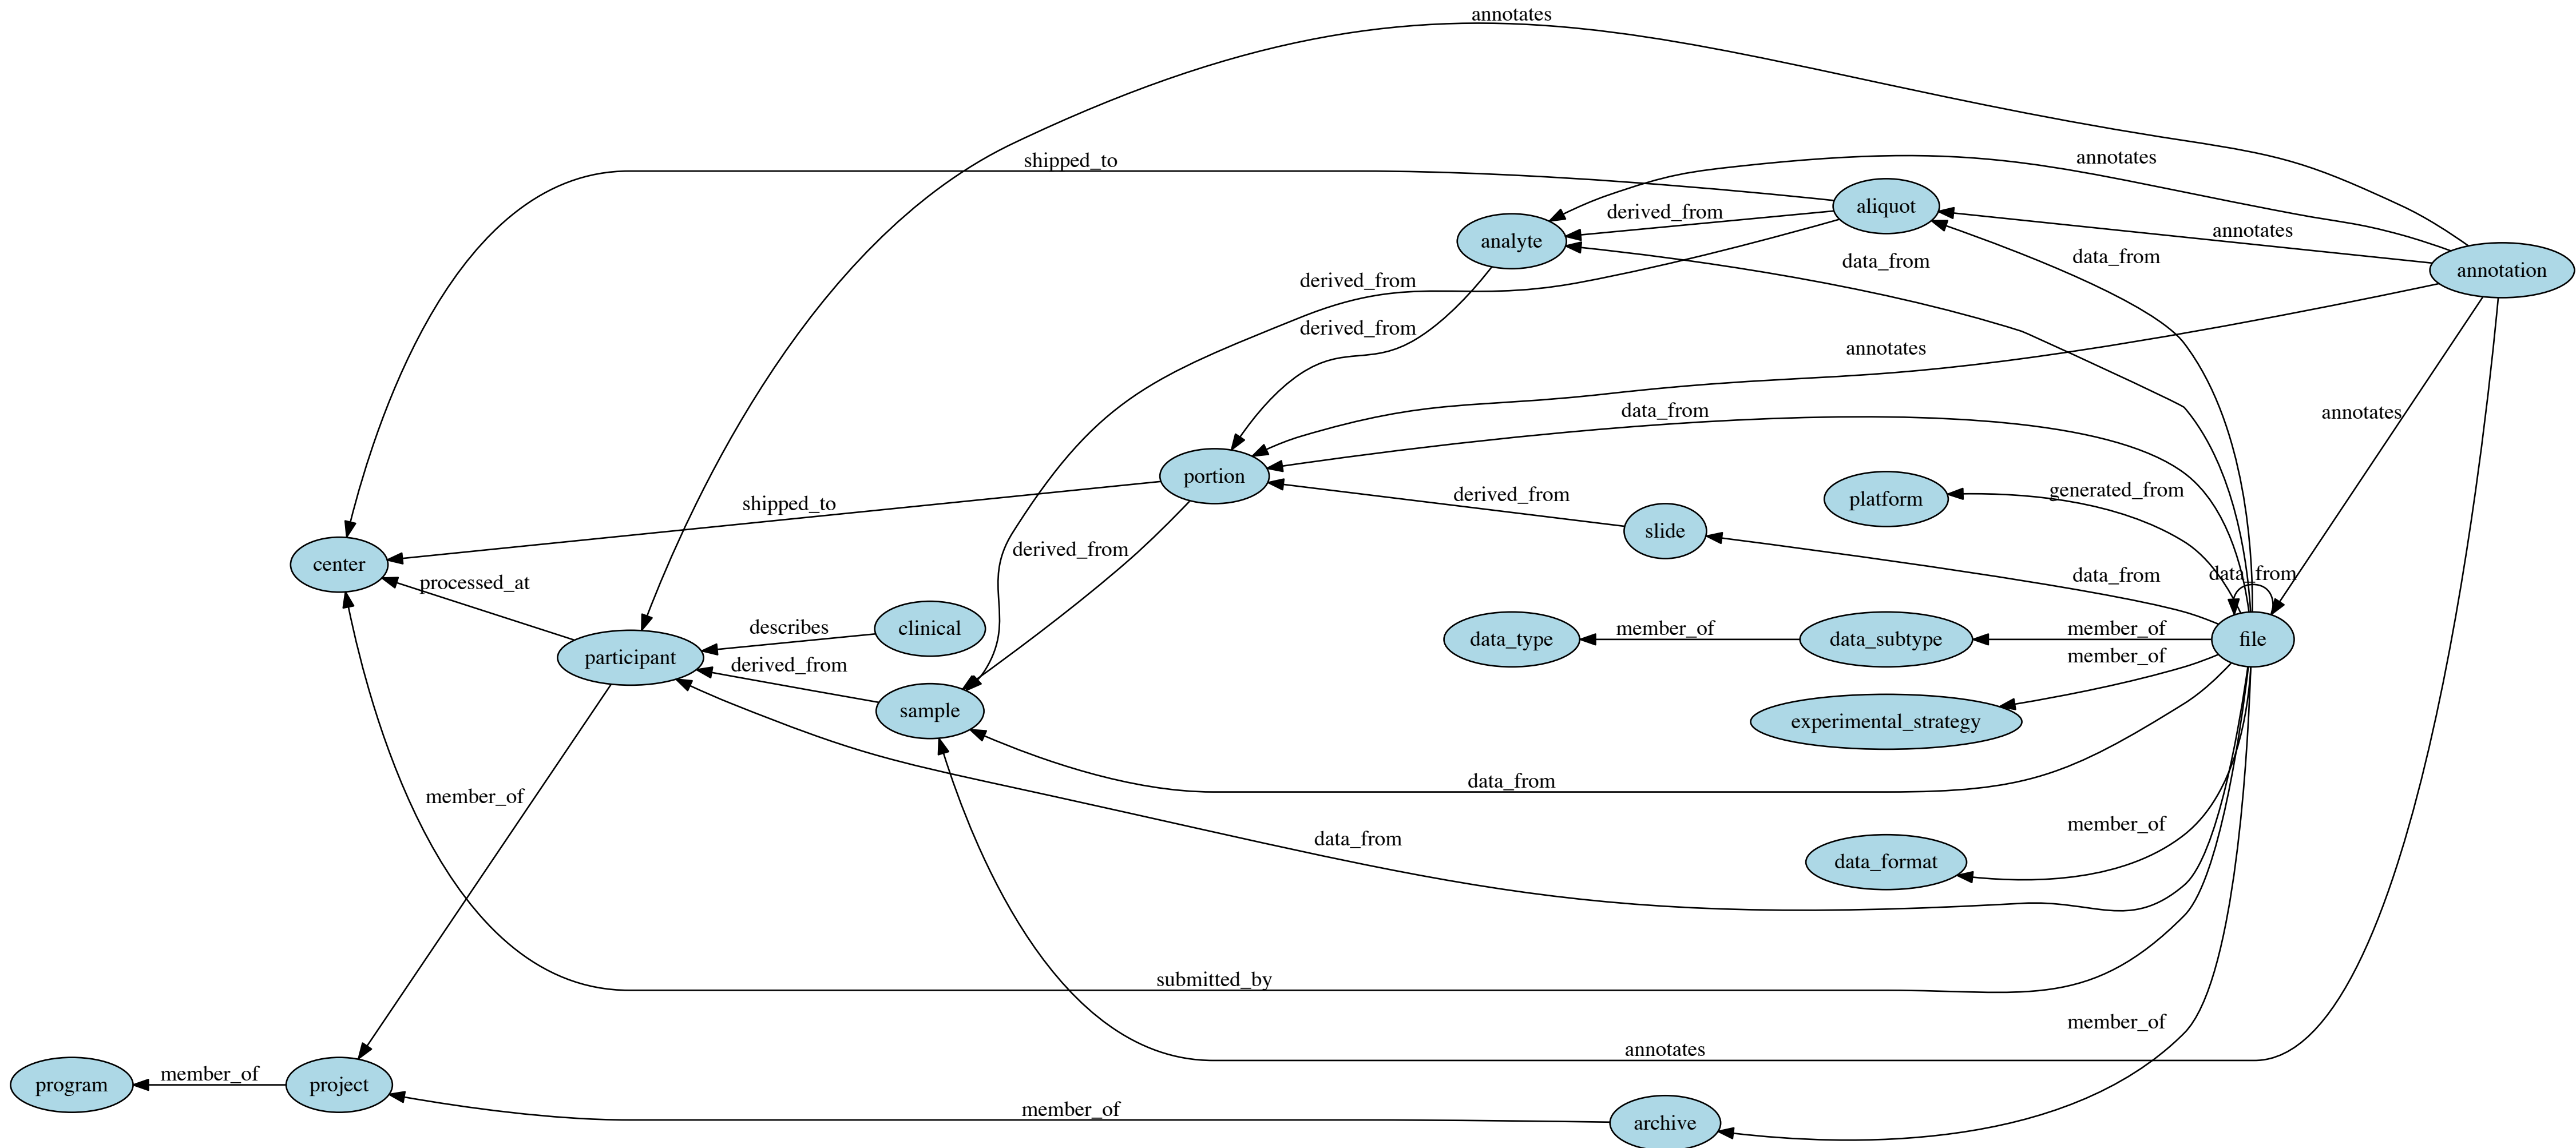 annotates
shipped_to
annotates
derived_from
aliquot
annotates
analyte
data_from
data_from
annotation
derived_from
derived_from
annotates
data_from
annotates
portion
derived_from
platform
generated_from
shipped_to
slide
derived_from
center
processed_at
data_from
data_from
describes
clinical
data_type
member_of
data_subtype
member_of
file
participant
derived_from
member_of
sample
experimental_strategy
data_from
member_of
data_from
member_of
data_format
submitted_by
member_of
annotates
program
member_of
project
member_of
archive